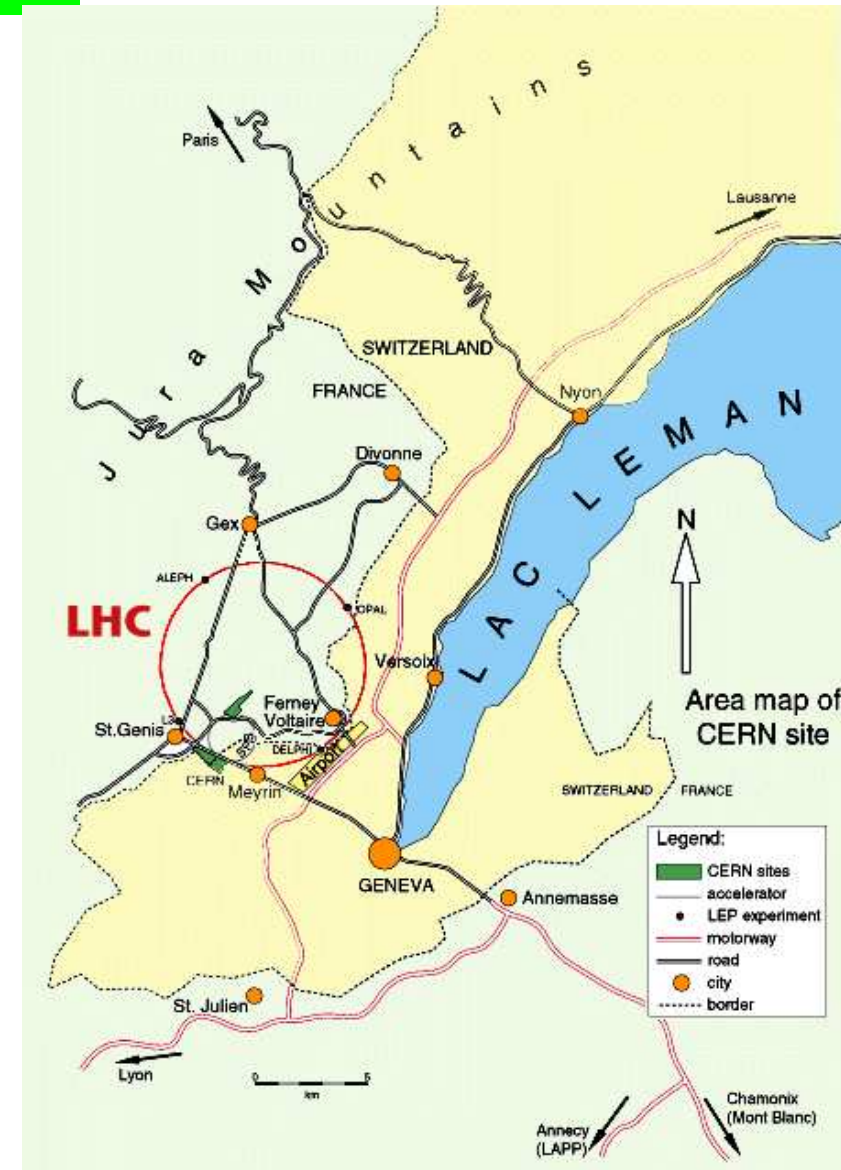 Paris
Jura Mountains
Lausanne
SWITZERLAND
FRANCE
Nyon
Divonne
LAC LEMAN
Gex
N
ALEPH
OPAL
LHC
Versoix
Area map of
CERN site
Ferney
Voltaire
L3
St.Genis
SPS
DELPHI
Airport
CERN
Meyrin
SWITZERLAND
FRANCE
GENEVA
Annemasse
Legend:
CERN sites
accelerator
LEP experiment
motorway
road
city
border
St. Julien
Lyon
0 5
km
Chamonix
(Mont Blanc)
Annecy
(LAPP)